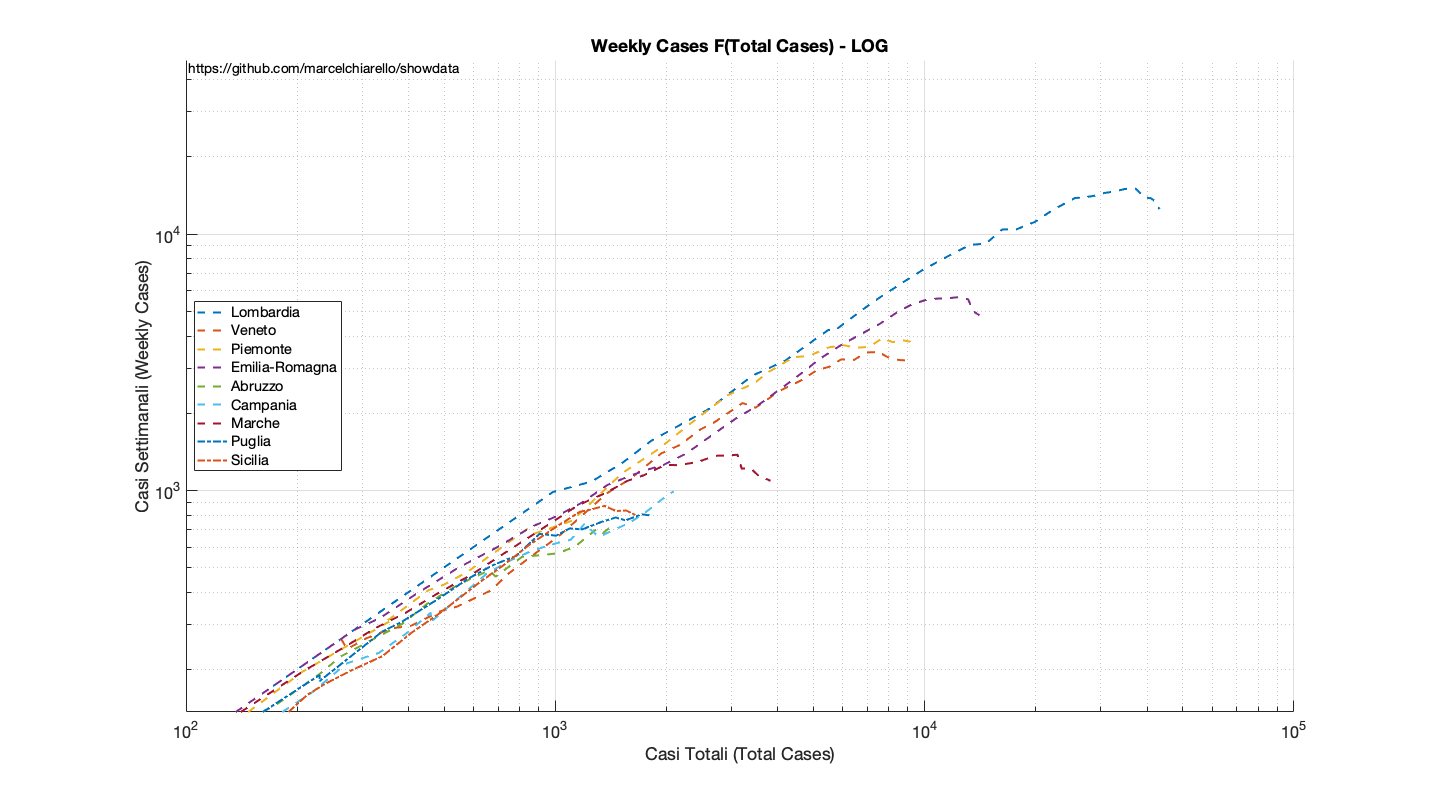 Weekly Cases F(Total Cases) - LOG
https://github.com/marcelchiarello/showdata
Casi Settimanali (Weekly Cases)
10^4
10^3
Lombardia
Veneto
Piemonte
Emilia-Romagna
Abruzzo
Campania
Marche
Puglia
Sicilia
10^2
10^3
10^4
10^5
Casi Totali (Total Cases)